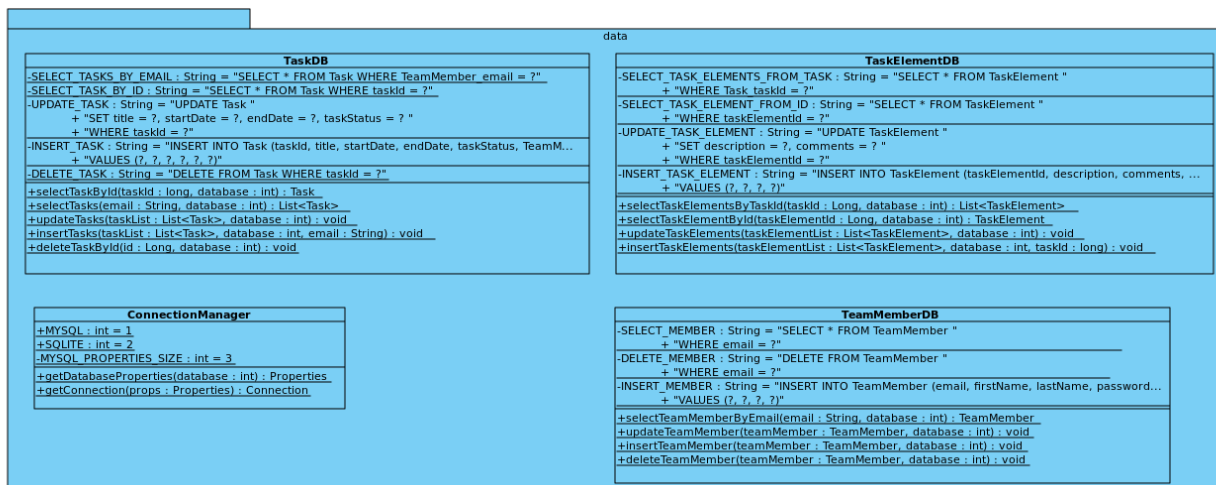 data
TaskDB
-SELECT_TASKS_BY_EMAIL : String = "SELECT * FROM Task WHERE TeamMember_email = ?"
-SELECT_TASK_BY_ID : String = "SELECT * FROM Task WHERE taskId = ?"
-UPDATE_TASK : String = "UPDATE Task "
+ "SET title = ?, startDate = ?, endDate = ?, taskStatus = ? "
+ "WHERE taskId = ?"
-INSERT_TASK : String = "INSERT INTO Task (taskId, title, startDate, endDate, taskStatus, TeamM...
+ "VALUES (?, ?, ?, ?, ?, ?)"
-DELETE_TASK : String = "DELETE FROM Task WHERE taskId = ?"
+selectTaskById(taskId : long, database : int) : Task
+selectTasks(email : String, database : int) : List<Task>
+updateTasks(taskList : List<Task>, database : int) : void
+insertTasks(taskList : List<Task>, database : int, email : String) : void
+deleteTaskById(id : Long, database : int) : void
TaskElementDB
-SELECT_TASK_ELEMENTS_FROM_TASK : String = "SELECT * FROM TaskElement "
+ "WHERE Task_taskId = ?"
-SELECT_TASK_ELEMENT_FROM_ID : String = "SELECT * FROM TaskElement "
+ "WHERE taskElementId = ?"
-UPDATE_TASK_ELEMENT : String = "UPDATE TaskElement "
+ "SET description = ?, comments = ? "
+ "WHERE taskElementId = ?"
-INSERT_TASK_ELEMENT : String = "INSERT INTO TaskElement (taskElementId, description, comments, ...
+ "VALUES (?, ?, ?, ?)"
+selectTaskElementsByTaskId(taskId : Long, database : int) : List<TaskElement>
+selectTaskElementById(taskElementId : Long, database : int) : TaskElement
+updateTaskElements(taskElementList : List<TaskElement>, database : int) : void
+insertTaskElements(taskElementList : List<TaskElement>, database : int, taskId : long) : void
ConnectionManager
+MYSQL : int = 1
+SQLITE : int = 2
-MYSQL_PROPERTIES_SIZE : int = 3
+getDatabaseProperties(database : int) : Properties
+getConnection(props : Properties) : Connection
TeamMemberDB
-SELECT_MEMBER : String = "SELECT * FROM TeamMember "
+ "WHERE email = ?"
-DELETE_MEMBER : String = "DELETE FROM TeamMember "
+ "WHERE email = ?"
-INSERT_MEMBER : String = "INSERT INTO TeamMember (email, firstName, lastName, password...
+ "VALUES (?, ?, ?, ?)"
+selectTeamMemberByEmail(email : String, database : int) : TeamMember
+updateTeamMember(teamMember : TeamMember, database : int) : void
+insertTeamMember(teamMember : TeamMember, database : int) : void
+deleteTeamMember(teamMember : TeamMember, database : int) : void